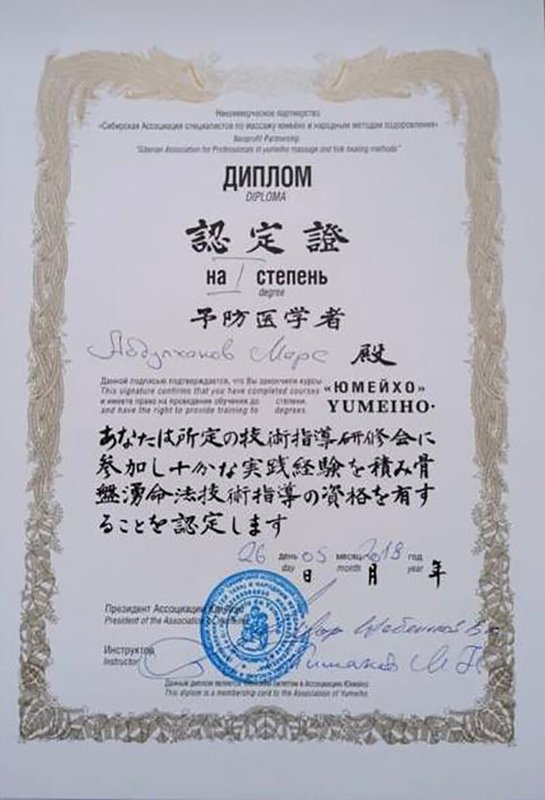 Некоммерческое партнерство
«Сибирская Ассоциация специалистов по массажу юмейхо и народным методам оздоровления»
Nonprofit Partnership
"Siberian Association for Professionals in yumeiho massage and folk healing methods"
ДИПЛОМ
DIPLOMA
認定證
на I степень
degree
予防医学者
Абдулханов Марс 殿
Данной подписью подтверждается, что Вы закончили курсы «ЮМЕЙХО»
This signature confirms that you have completed courses
и имеете право на проведение обучения до степени. YUMEIHO.
and have the right to provide training to degrees.
あなたは所定の技術指導研修会に
参加し十かな実践経験を積み骨
盤湧命法技術指導の資格を有す
ることを認定します
26 день 05 месяц 2019 год
day 日 month 月 year 年
Президент Ассоциации
President of the Association
Инструктор
Instructor
Данный диплом является членским билетом в Ассоциацию Юмейхо
This diplom is a membership card to the Association of Yumeiho